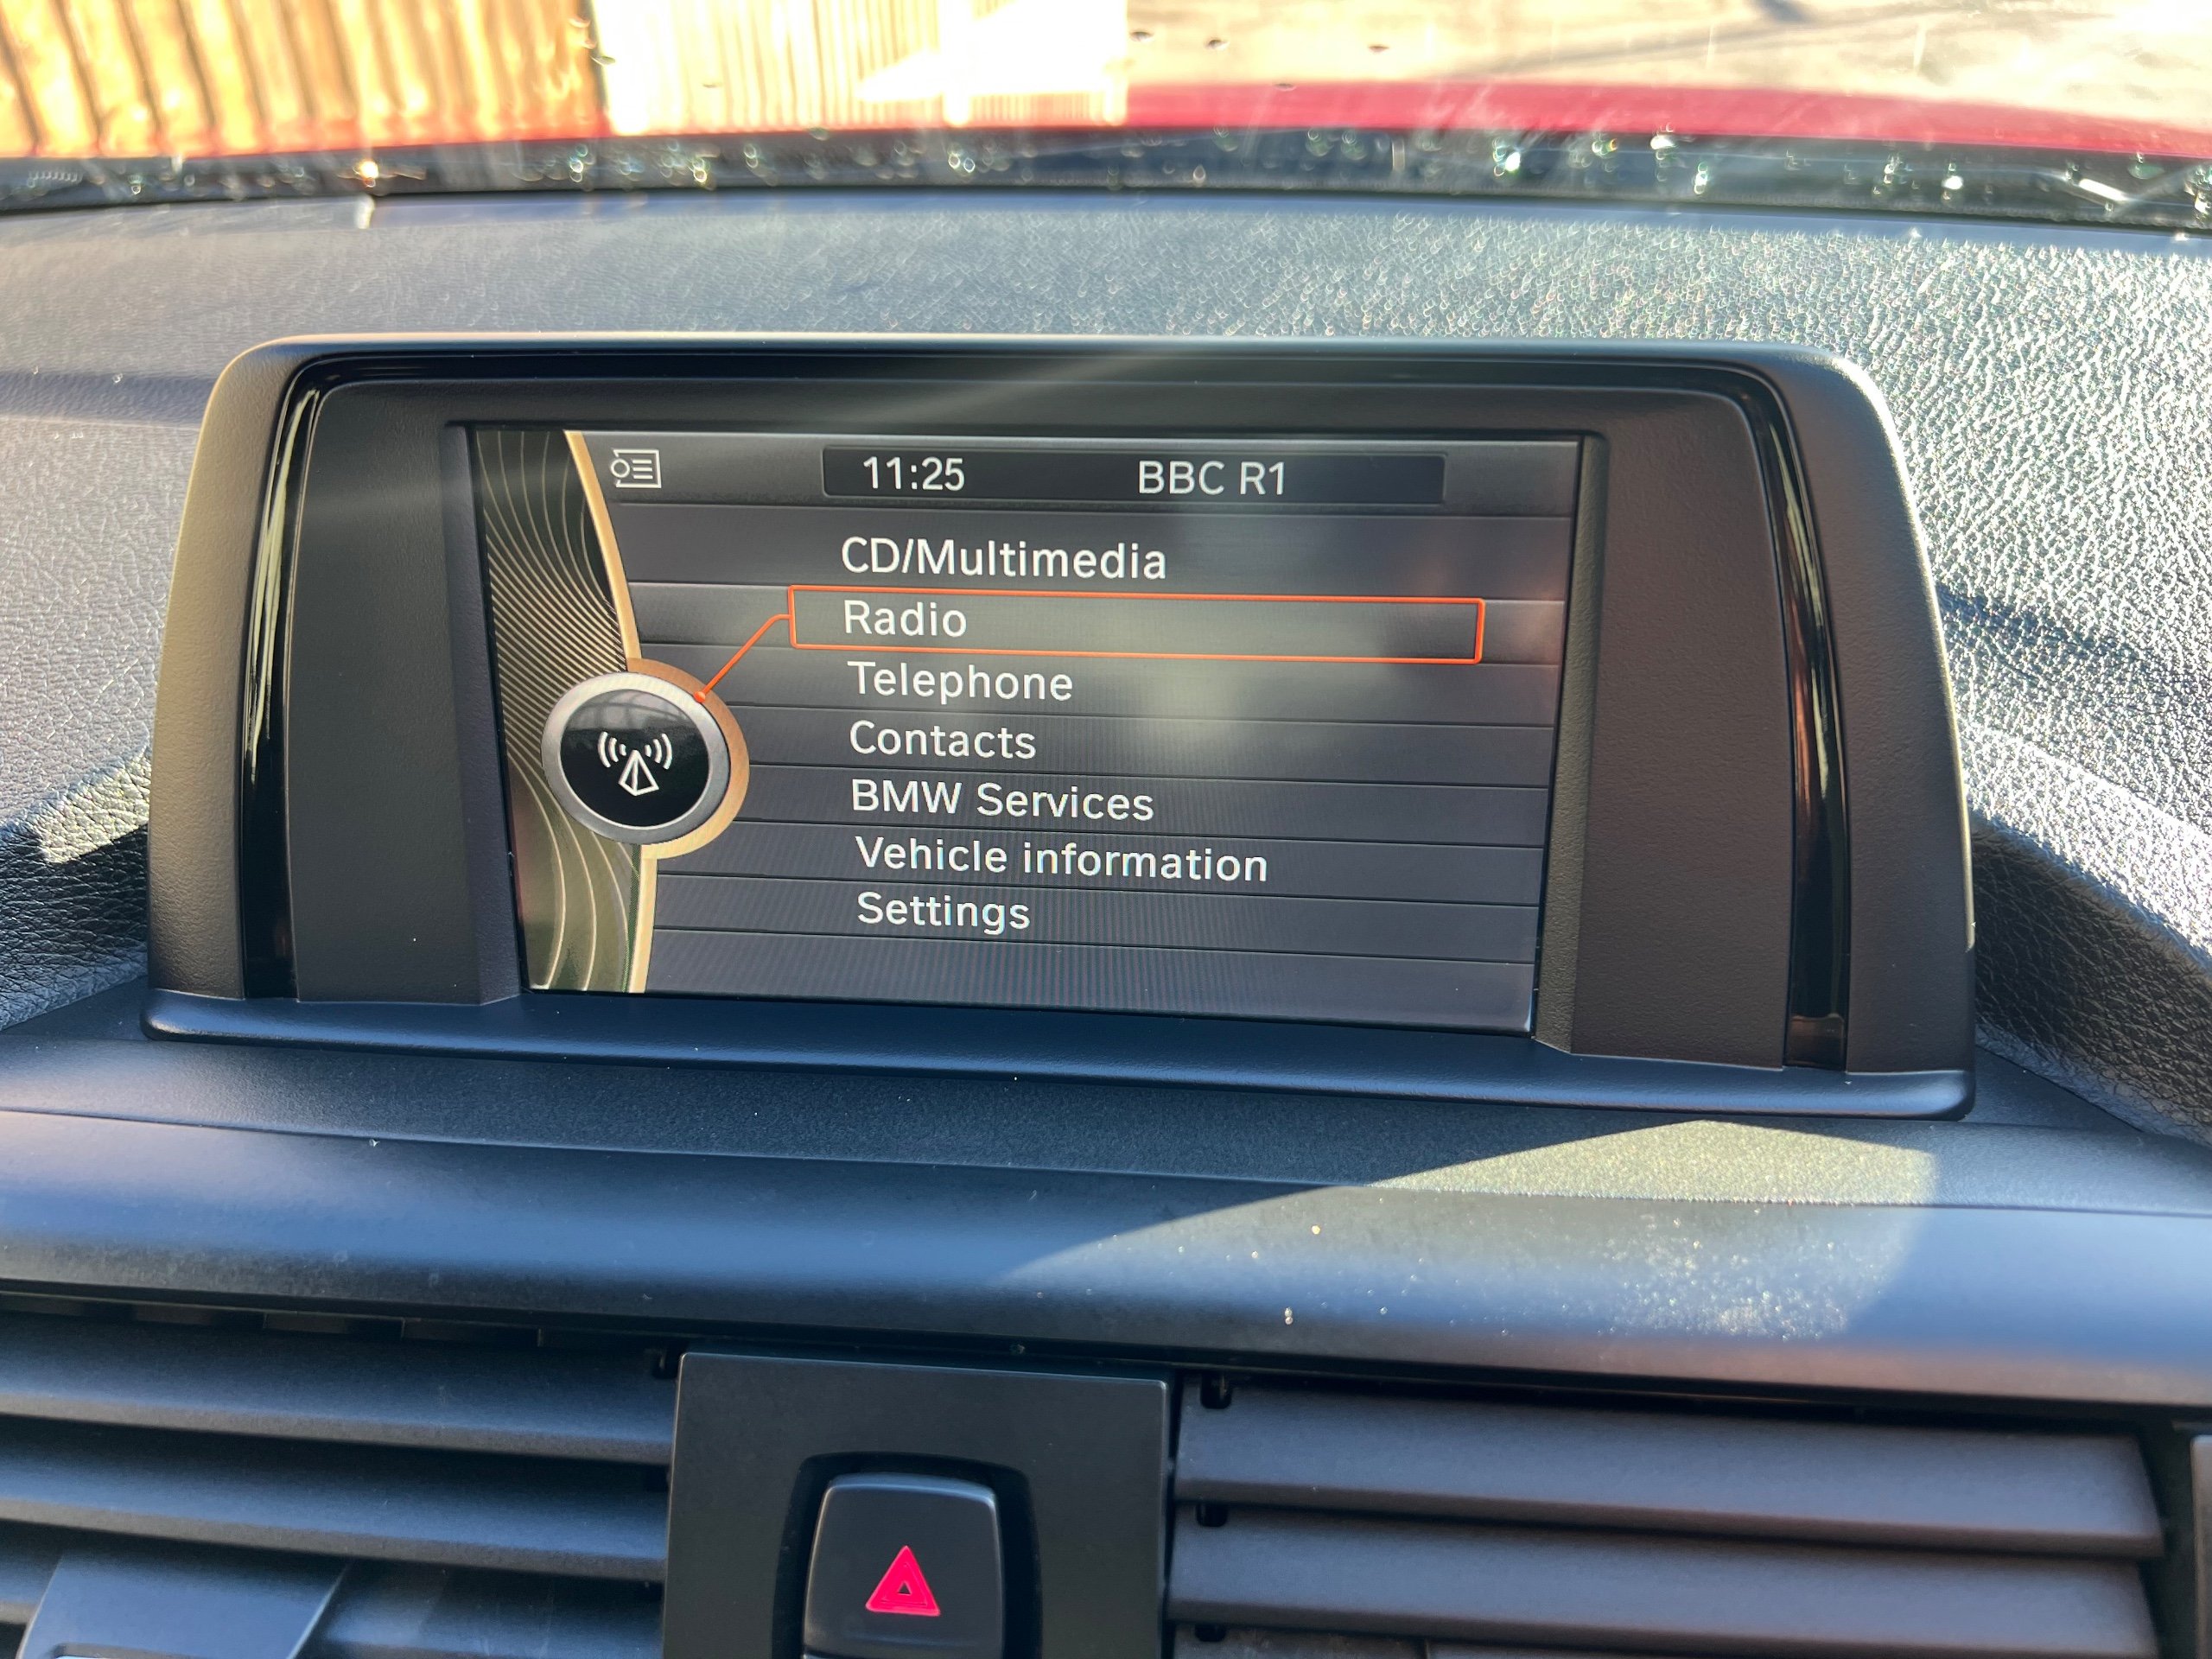 11:25 BBC R1
CD/Multimedia
Radio
Telephone
Contacts
BMW Services
Vehicle information
Settings